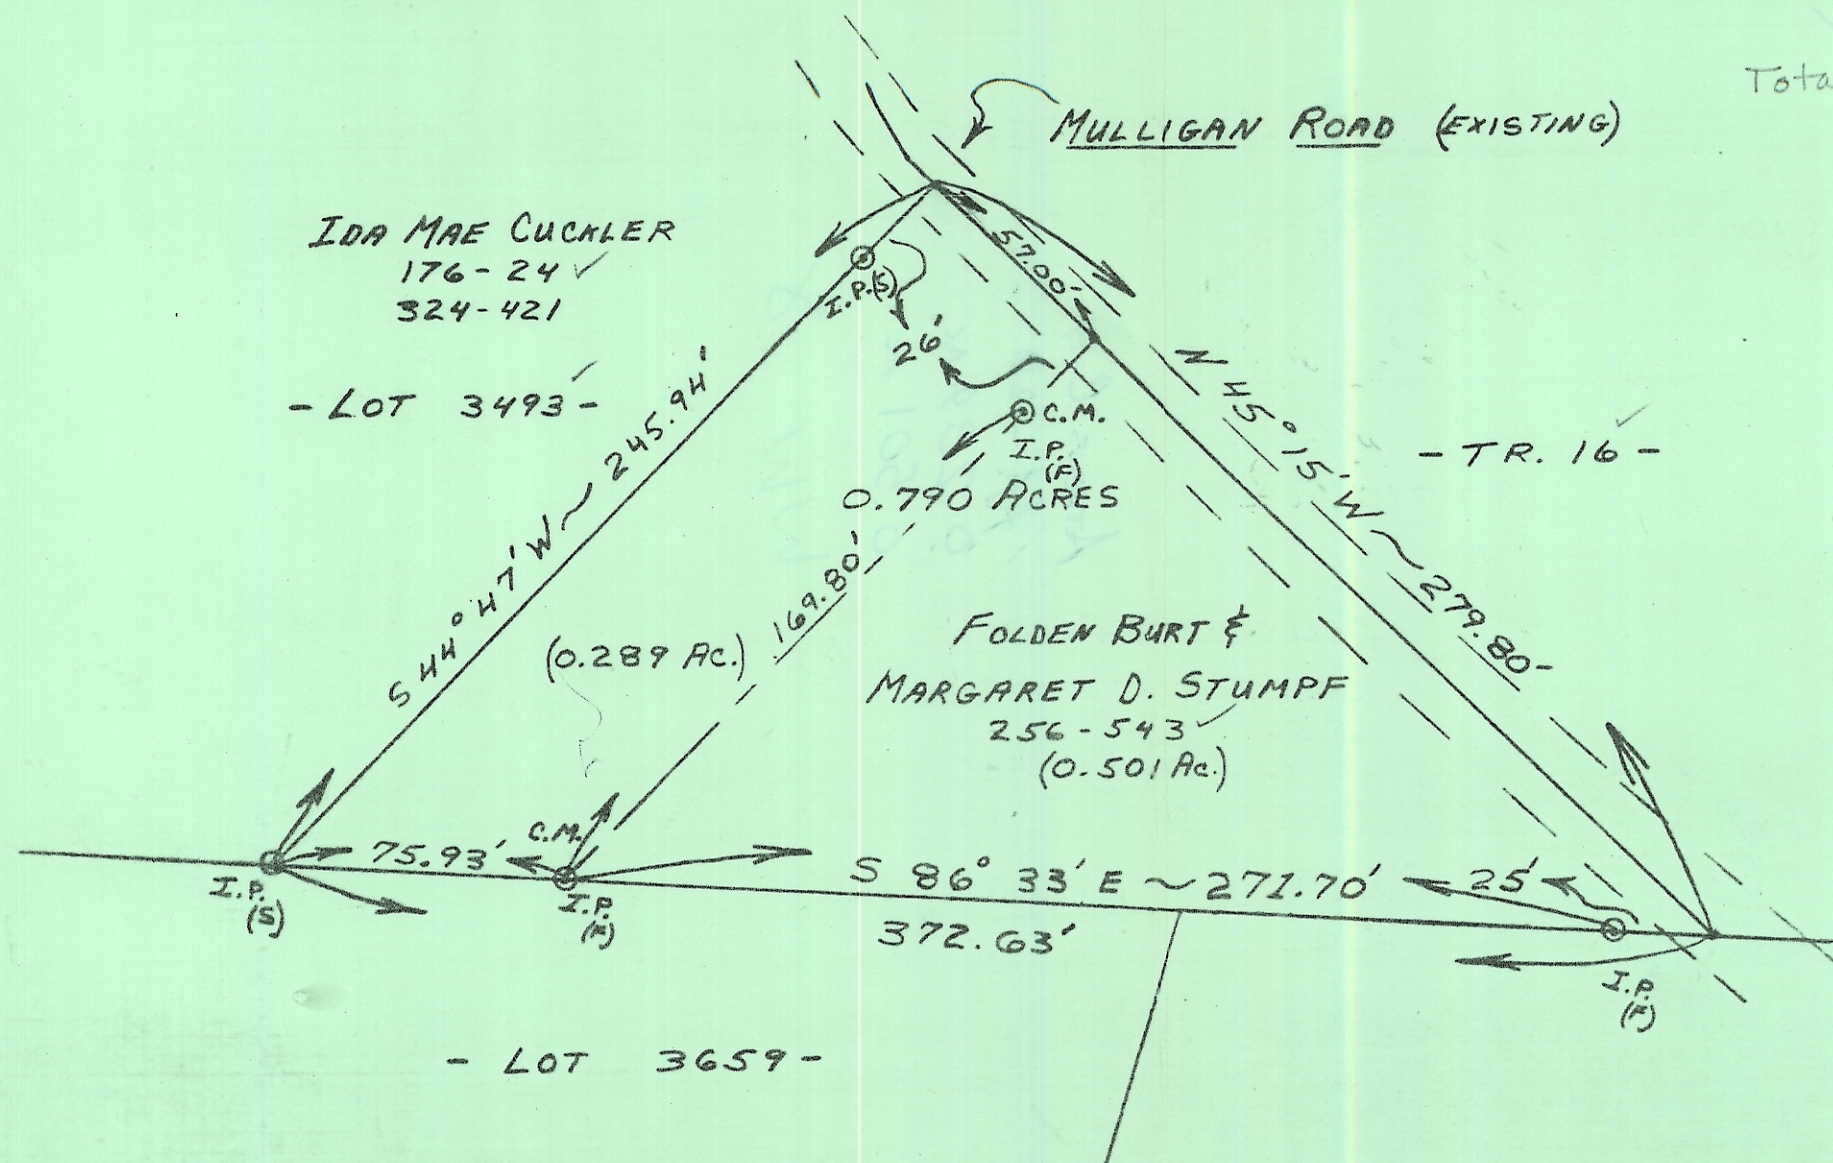 Tota
MULLIGAN ROAD (EXISTING)
IDA MAE CUCKLER
176-24 ✓
324-421
- LOT 3493 -
S 44° 47' W ~ 245.94'
I.P.(S)
26'
57.00'
N 45° 15' W ~ 279.80'
- TR. 16 -
C.M.
I.P.
(F)
0.790 ACRES
169.80'
(0.289 Ac.)
FOLDEN BURT &
MARGARET D. STUMPF
256-543 ✓
(0.501 Ac.)
I.P.
(S)
75.93'
C.M.
I.P.
(F)
S 86° 33' E ~ 271.70'
25'
372.63'
I.P.
(F)
- LOT 3659 -